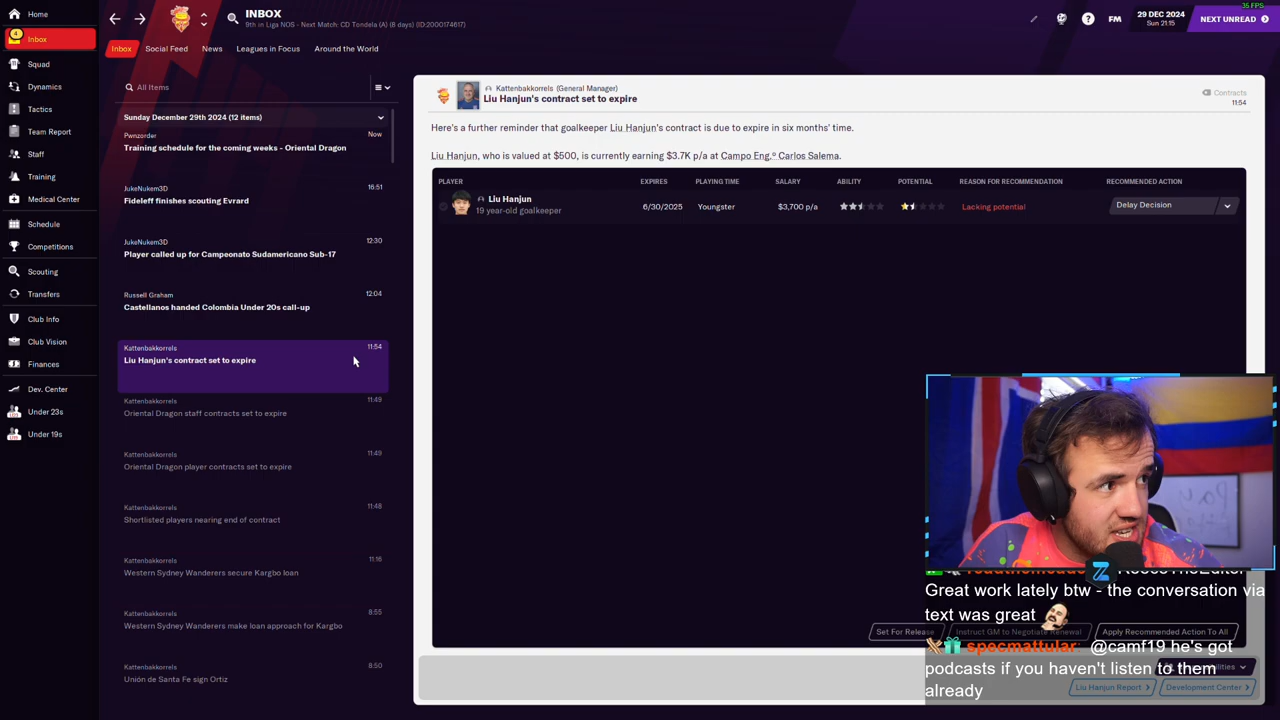 35 FPS
Home
4
Inbox
Squad
Dynamics
Tactics
Team Report
Staff
Training
Medical Center
Schedule
Competitions
Scouting
Transfers
Club Info
Club Vision
Finances
Dev. Center
Under 23s
Under 19s
INBOX
9th in Liga NOS - Next Match: CD Tondela (A) (8 days) (ID:2000174617)
FM
29 DEC 2024
SUN 21:15
NEXT UNREAD
Inbox
Social Feed
News
Leagues in Focus
Around the World
All Items
Sunday December 29th 2024 (12 items)
Pwnzorder
Now
Training schedule for the coming weeks - Oriental Dragon
JukeNukem3D
16:51
Fideleff finishes scouting Evrard
JukeNukem3D
12:30
Player called up for Campeonato Sudamericano Sub-17
Russell Graham
12:04
Castellanos handed Colombia Under 20s call-up
Kattenbakkorrels
11:54
Liu Hanjun's contract set to expire
Kattenbakkorrels
11:49
Oriental Dragon staff contracts set to expire
Kattenbakkorrels
11:49
Oriental Dragon player contracts set to expire
Kattenbakkorrels
11:48
Shortlisted players nearing end of contract
Kattenbakkorrels
11:16
Western Sydney Wanderers secure Kargbo loan
Kattenbakkorrels
8:55
Western Sydney Wanderers make loan approach for Kargbo
Kattenbakkorrels
8:50
Unión de Santa Fe sign Ortiz
Kattenbakkorrels (General Manager)
Liu Hanjun's contract set to expire
Contracts
11:54
Here's a further reminder that goalkeeper Liu Hanjun's contract is due to expire in six months' time.
Liu Hanjun, who is valued at $500, is currently earning $3.7K p/a at Campo Eng.º Carlos Salema.
PLAYER
EXPIRES
PLAYING TIME
SALARY
ABILITY
POTENTIAL
REASON FOR RECOMMENDATION
RECOMMENDED ACTION
Liu Hanjun
19 year-old goalkeeper
6/30/2025
Youngster
$3,700 p/a
Lacking potential
Delay Decision
Great work lately btw - the conversation via
text was great
Set For Release
Instruct GM to Negotiate Renewal
Apply Recommended Action To All
specmattular: @camf19 he's got
podcasts if you haven't listen to them
already
Liu Hanjun Report
Development Center